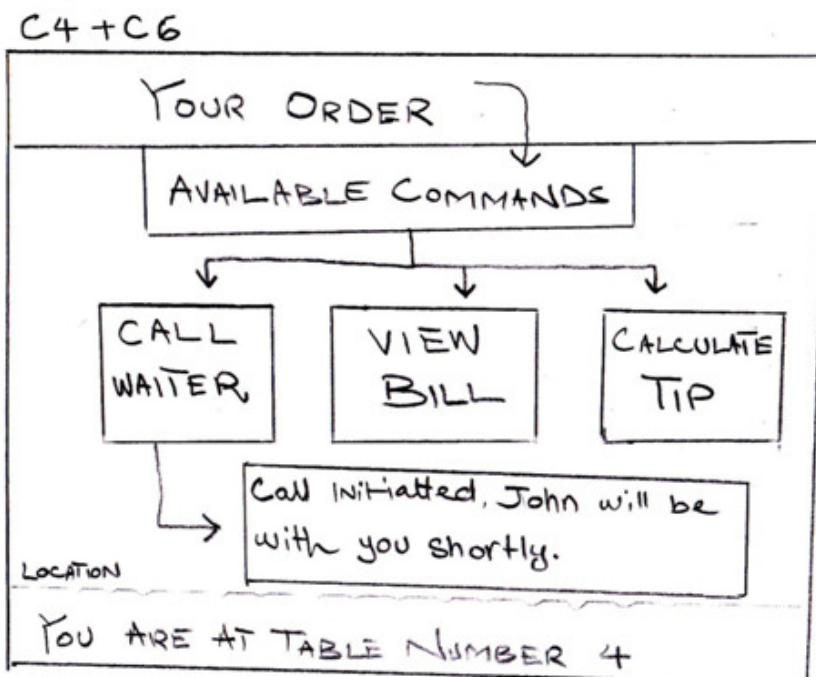 C4 + C6
YOUR ORDER
AVAILABLE COMMANDS
CALL
WAITER
VIEW
BILL
CALCULATE
TIP
Call initiatted, John will be
with you shortly.
LOCATION
YOU ARE AT TABLE NUMBER 4